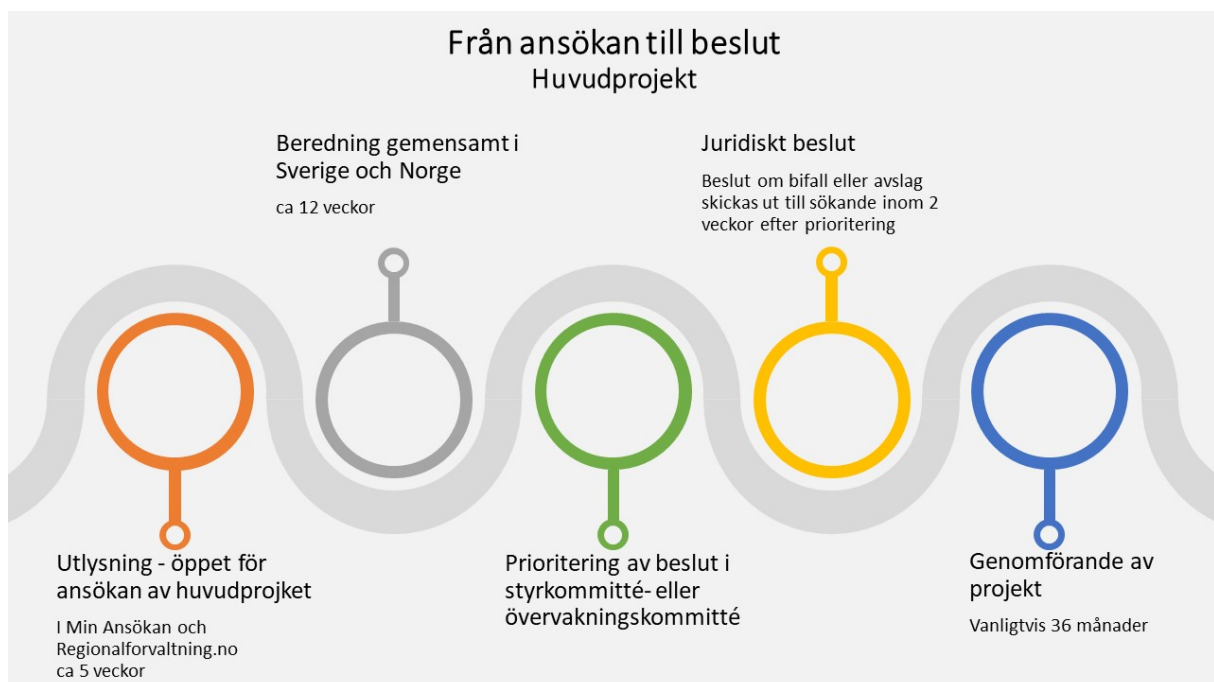 Från ansökan till beslut
Huvudprojekt
Beredning gemensamt i
Sverige och Norge
ca 12 veckor
Juridiskt beslut
Beslut om bifall eller avslag
skickas ut till sökande inom 2
veckor efter prioritering
Utlysning - öppet för
ansökan av huvudprojket
I Min Ansökan och
Regionalforvaltning.no
ca 5 veckor
Prioritering av beslut i
styrkommitté- eller
övervakningskommitté
Genomförande av
projekt
Vanligtvis 36 månader